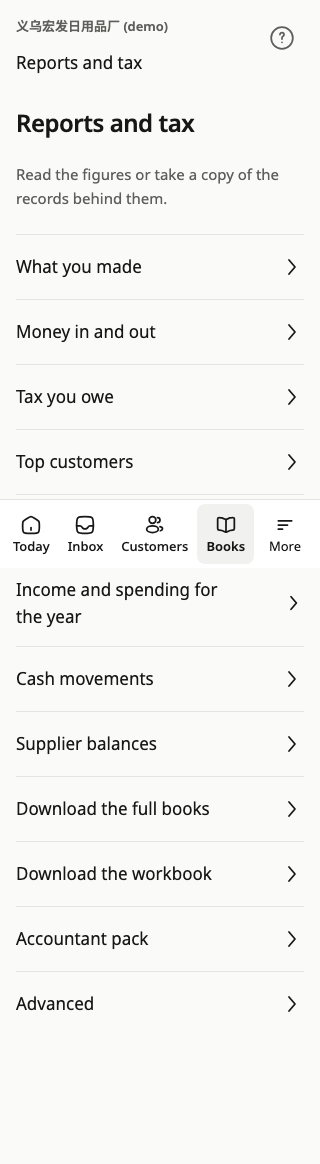 义乌宏发日用品厂 (demo)
Reports and tax
Reports and tax
Read the figures or take a copy of the
records behind them.
What you made
Money in and out
Tax you owe
Top customers
Today
Inbox
Customers
Books
More
Income and spending for
the year
Cash movements
Supplier balances
Download the full books
Download the workbook
Accountant pack
Advanced